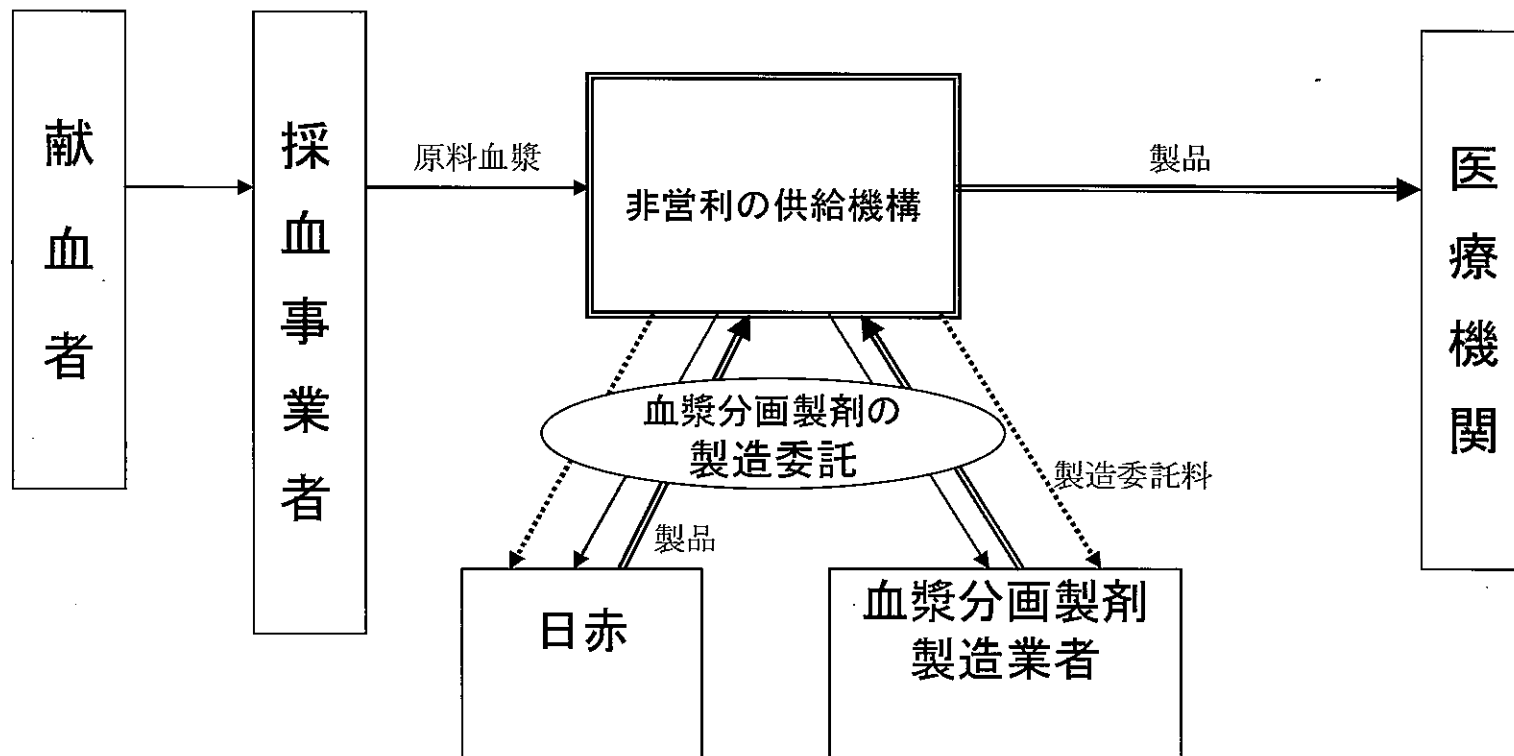 献血者
採血事業者
原料血漿
非営利の供給機構
製品
医療機関
血漿分画製剤の
製造委託
製造委託料
製品
日赤
血漿分画製剤
製造業者